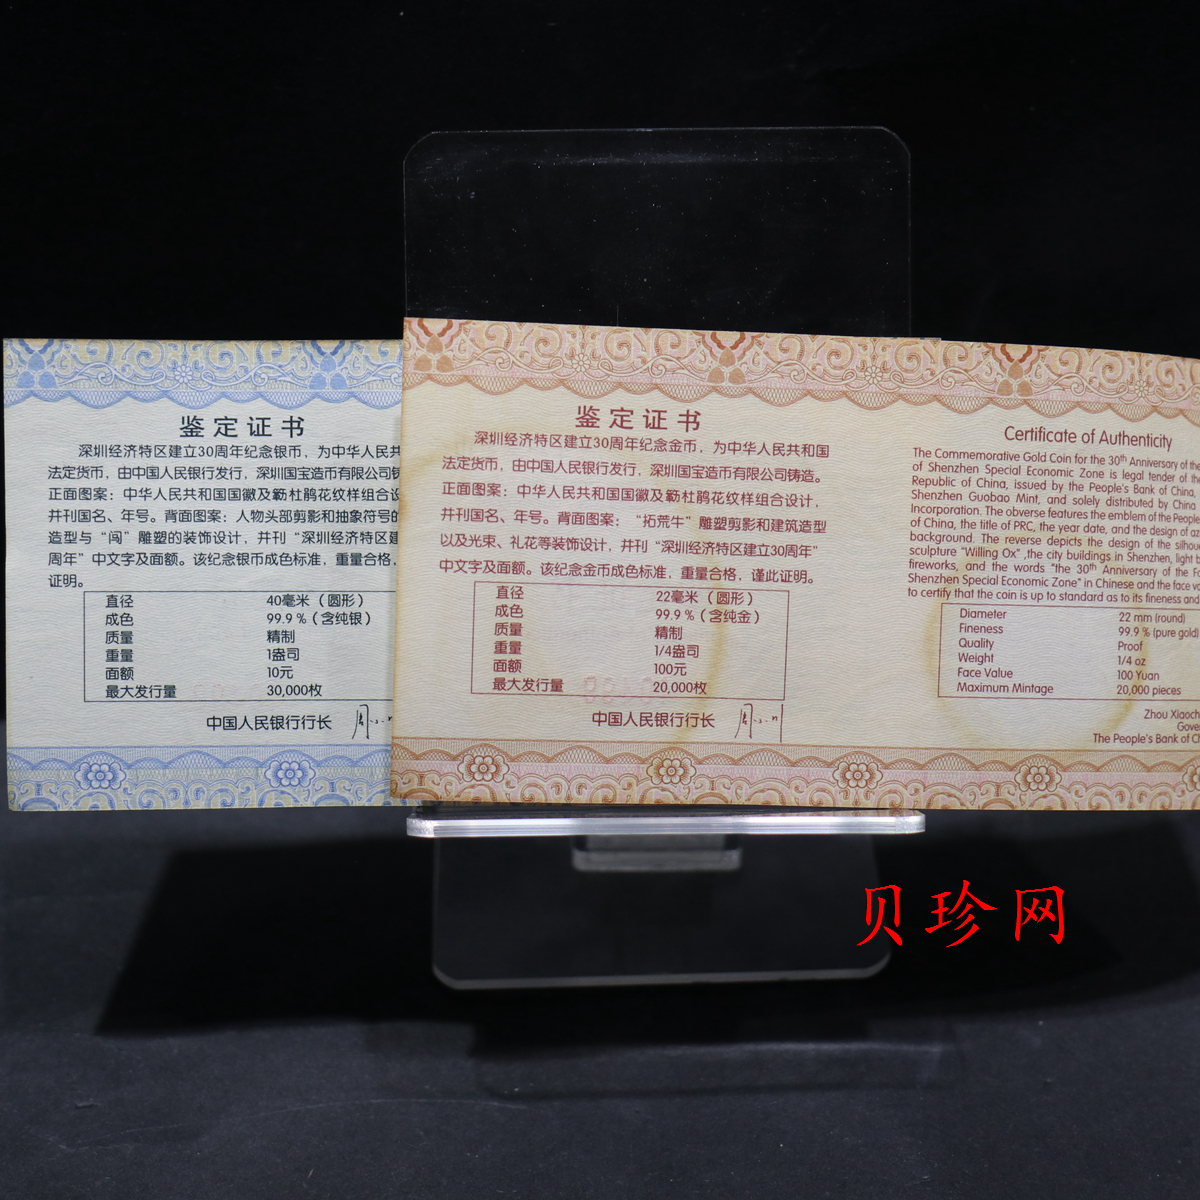 鉴定证书
深圳经济特区建立30周年纪念银币，为中华人民共
法定货币，由中国人民银行发行，深圳国宝造币有限公司铸
正面图案：中华人民共和国国徽及簕杜鹃花纹样组合设
并刊国名、年号。背面图案：人物头部剪影和抽象符号
造型与“闯”雕塑的装饰设计，并刊“深圳经济特区建
周年”中文字及面额。该纪念银币成色标准，重量合格，
证明。
直径 40毫米（圆形）
成色 99.9％（含纯银）
质量 精制
重量 1盎司
面额 10元
最大发行量 30,000枚
中国人民银行行长
鉴定证书
深圳经济特区建立30周年纪念金币，为中华人民共和国
法定货币，由中国人民银行发行，深圳国宝造币有限公司铸造。
正面图案：中华人民共和国国徽及簕杜鹃花纹样组合设计，
并刊国名、年号。背面图案：“拓荒牛”雕塑剪影和建筑造型
以及光束、礼花等装饰设计，并刊“深圳经济特区建立30周年”
中文字及面额。该纪念金币成色标准，重量合格，谨此证明。
直径 22毫米（圆形）
成色 99.9％（含纯金）
质量 精制
重量 1/4盎司
面额 100元
最大发行量 20,000枚
中国人民银行行长
Certificate of Authenticity
The Commemorative Gold Coin for the 30th Anniversary of the
of Shenzhen Special Economic Zone is legal tender of the
Republic of China, issued by the People's Bank of China,
Shenzhen Guobao Mint, and solely distributed by China
Incorporation. The obverse features the emblem of the People's
of China, the title of PRC, the year date, and the design of az
background. The reverse depicts the design of the silhou
sculpture "Willing Ox" ,the city buildings in Shenzhen, light b
fireworks, and the words "the 30th Anniversary of the Fo
Shenzhen Special Economic Zone" in Chinese and the face va
to certify that the coin is up to standard as to its fineness and
Diameter 22 mm (round)
Fineness 99.9 % (pure gold)
Quality Proof
Weight 1/4 oz
Face Value 100 Yuan
Maximum Mintage 20,000 pieces
Zhou Xiaoch
Gove
The People's Bank of Ch
贝珍网